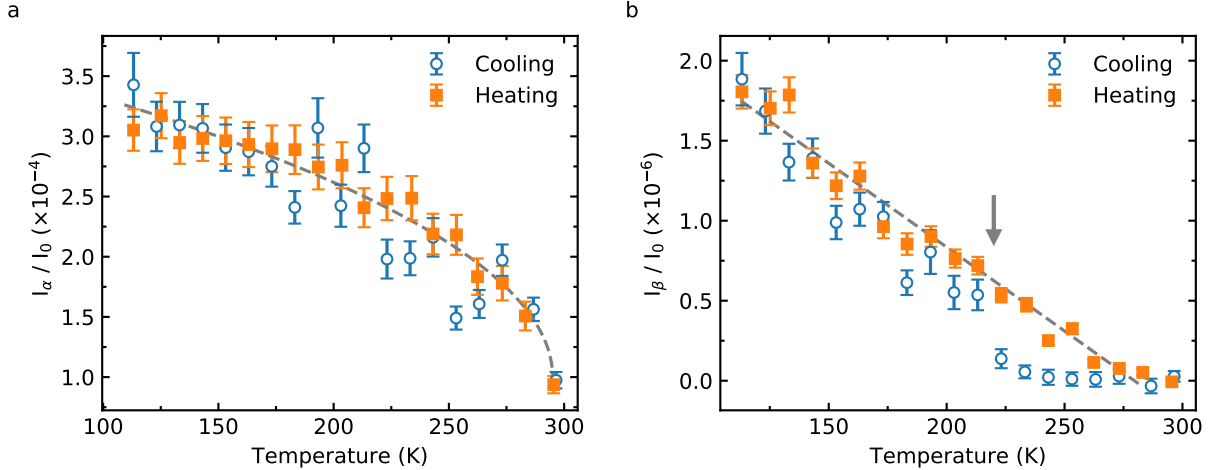 a
I_α / I_0 (×10^−4)
3.5
3.0
2.5
2.0
1.5
1.0
Cooling
Heating
100 150 200 250 300
Temperature (K)
b
I_β / I_0 (×10^−6)
2.0
1.5
1.0
0.5
0.0
Cooling
Heating
150 200 250 300
Temperature (K)